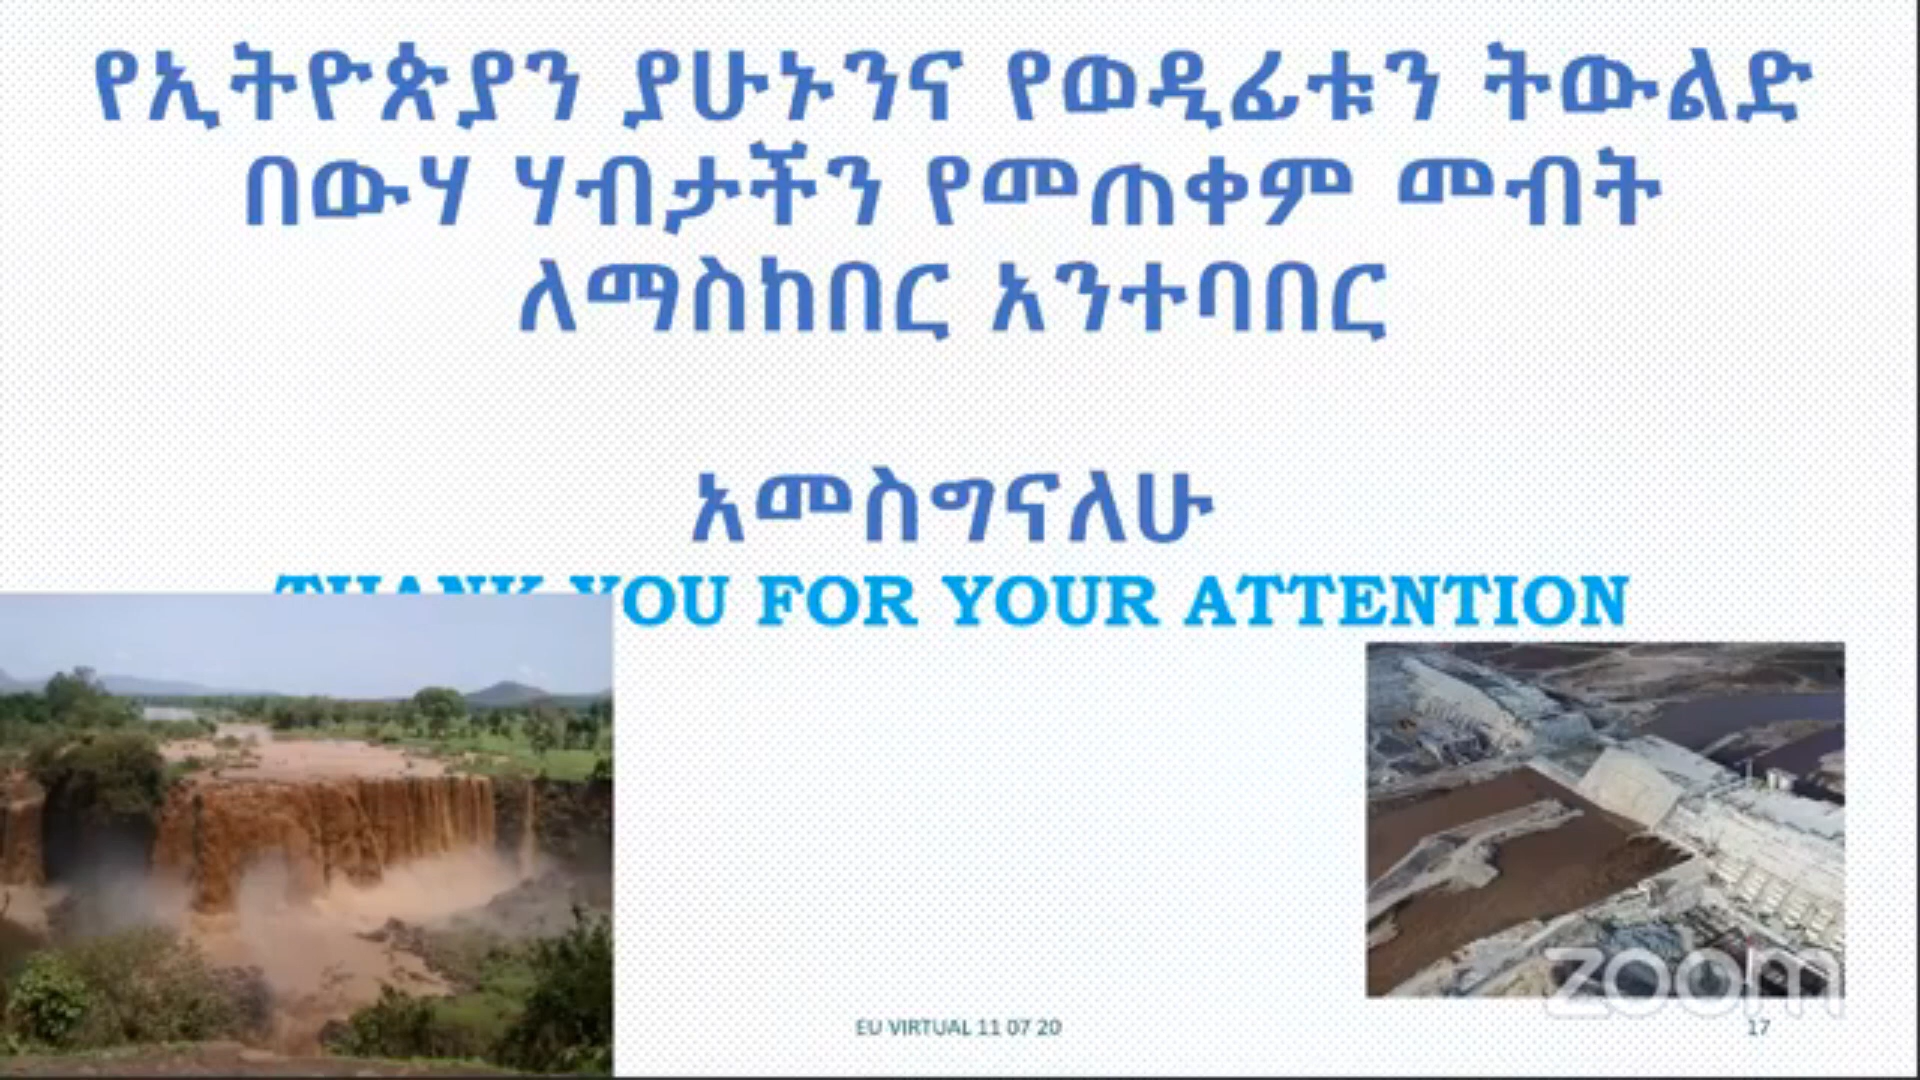 የኢትዮጵያን ያሁኑንና የወዲፊቱን ትውልድ
በውሃ ሃብታችን የመጠቀም መብት
ለማስከበር አንተባበር
አመስግናለሁ
THANK YOU FOR YOUR ATTENTION
zoom
EU VIRTUAL 11 07 20
17